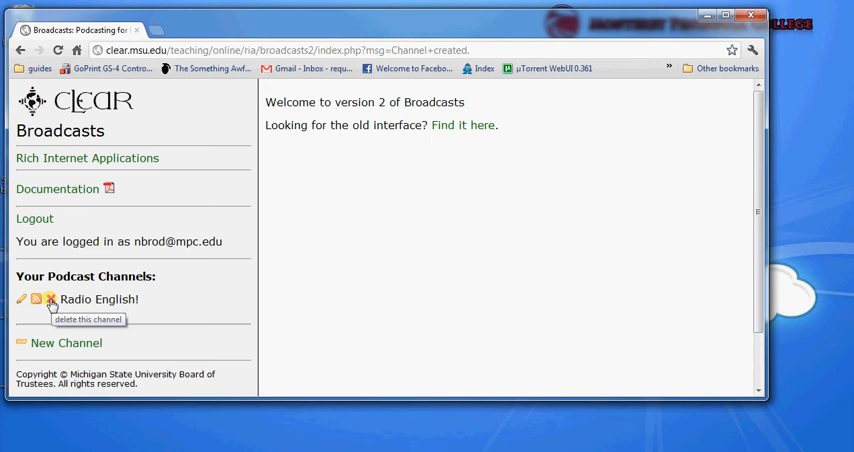 MONTEREY PENINSULA COLLEGE
Broadcasts: Podcasting for
clear.msu.edu/teaching/online/ria/broadcasts2/index.php?msg=Channel+created.
guides
GoPrint GS-4 Contro...
The Something Awf...
Gmail - Inbox - requ...
Welcome to Facebo...
Index
µTorrent WebUI 0.361
»
Other bookmarks
CLEAR
Broadcasts
Rich Internet Applications
Documentation
Logout
You are logged in as nbrod@mpc.edu
Your Podcast Channels:
Radio English!
delete this channel
New Channel
Copyright © Michigan State University Board of
Trustees. All rights reserved.
Welcome to version 2 of Broadcasts
Looking for the old interface? Find it here.